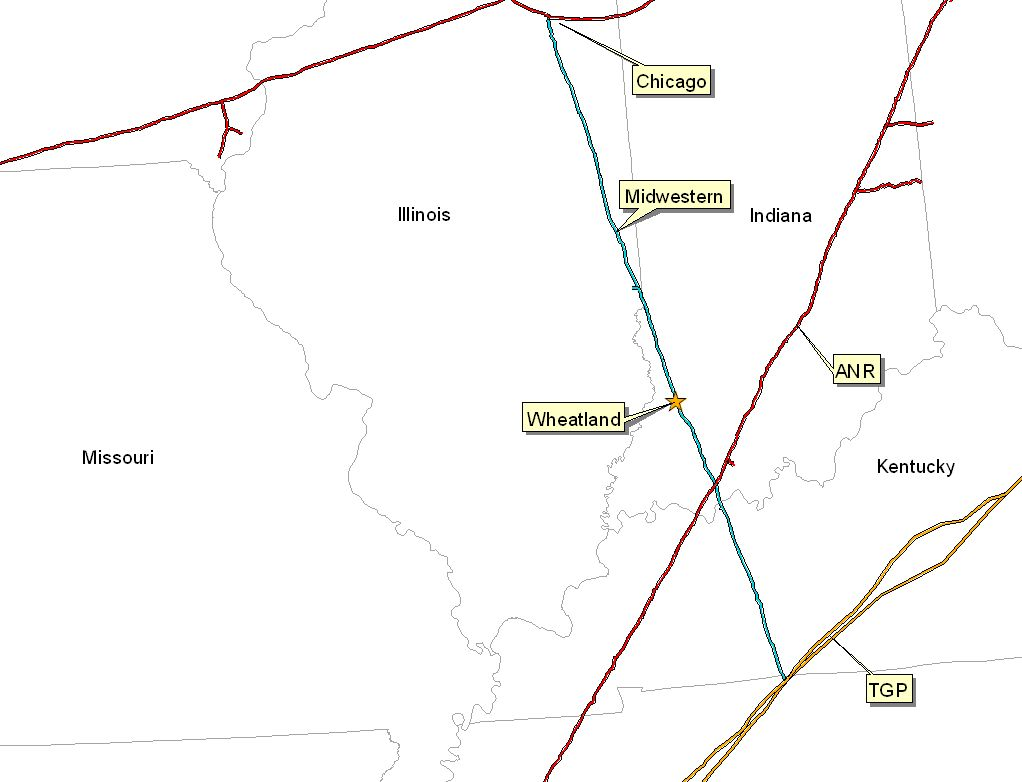 Chicago
Midwestern
Illinois
Indiana
ANR
Wheatland
Missouri
Kentucky
TGP